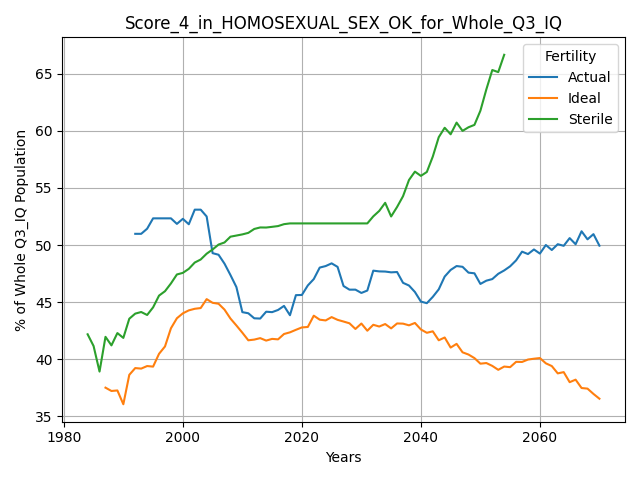 Score_4_in_HOMOSEXUAL_SEX_OK_for_Whole_Q3_IQ
Fertility
Actual
Ideal
Sterile
% of Whole Q3_IQ Population
65
60
55
50
45
40
35
1980
2000
2020
2040
2060
Years